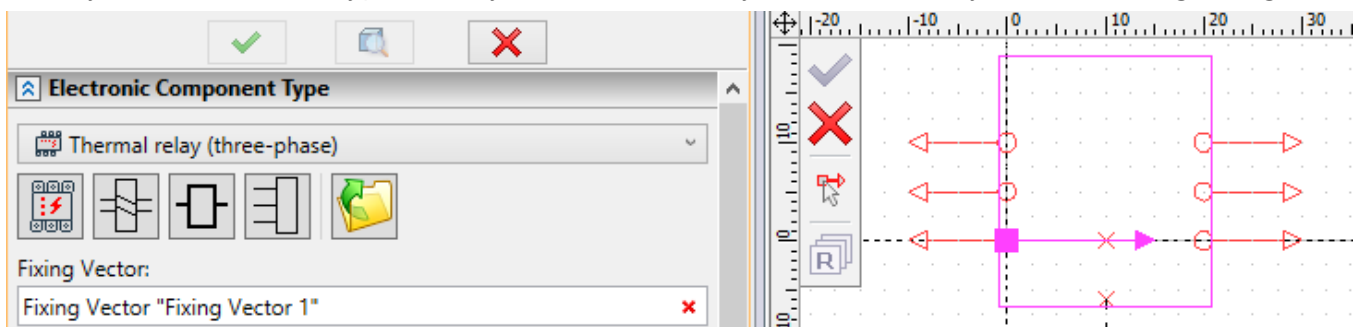 -20 -10 0 10 20 30
Electronic Component Type
Thermal relay (three-phase)
10
R
0
Fixing Vector:
Fixing Vector "Fixing Vector 1"
10